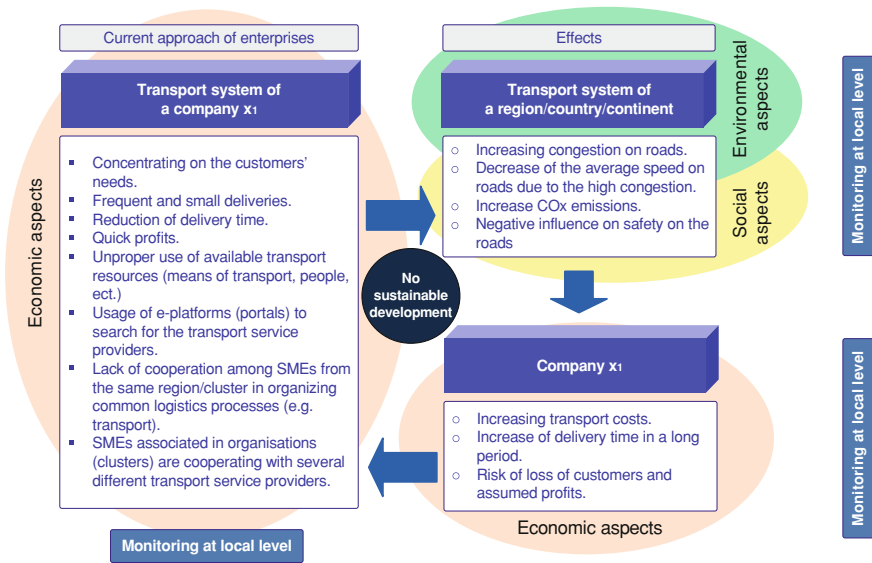 Current approach of enterprises
Transport system of
a company x1
Economic aspects
Concentrating on the customers'
needs.
Frequent and small deliveries.
Reduction of delivery time.
Quick profits.
Unproper use of available transport
resources (means of transport, people,
ect.)
Usage of e-platforms (portals) to
search for the transport service
providers.
Lack of cooperation among SMEs from
the same region/cluster in organizing
common logistics processes (e.g.
transport).
SMEs associated in organisations
(clusters) are cooperating with several
different transport service providers.
Monitoring at local level
No
sustainable
development
Effects
Transport system of
a region/country/continent
Increasing congestion on roads.
Decrease of the average speed on
roads due to the high congestion.
Increase COx emissions.
Negative influence on safety on the
roads
Environmental
aspects
Social
aspects
Monitoring at local level
Company x1
Increasing transport costs.
Increase of delivery time in a long
period.
Risk of loss of customers and
assumed profits.
Economic aspects
Monitoring at local level